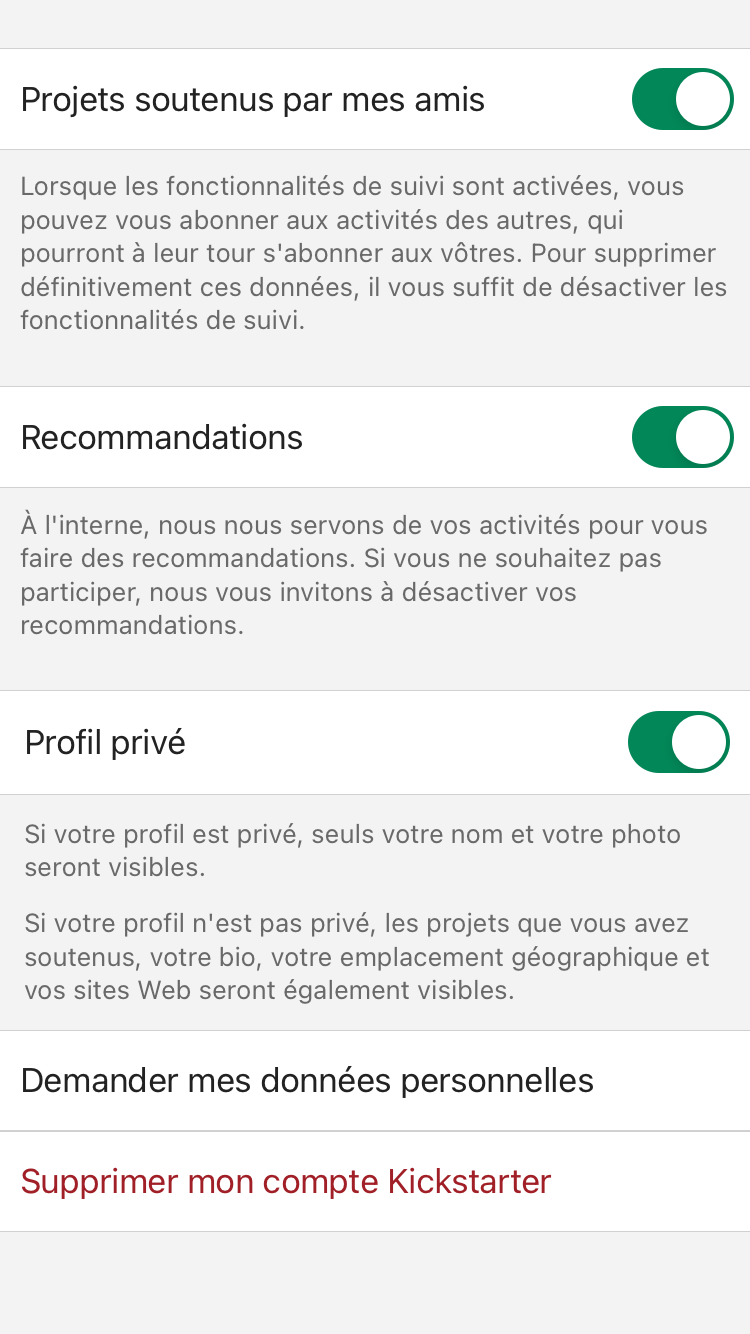 Projets soutenus par mes amis
Lorsque les fonctionnalités de suivi sont activées, vous
pouvez vous abonner aux activités des autres, qui
pourront à leur tour s'abonner aux vôtres. Pour supprimer
définitivement ces données, il vous suffit de désactiver les
fonctionnalités de suivi.
Recommandations
À l'interne, nous nous servons de vos activités pour vous
faire des recommandations. Si vous ne souhaitez pas
participer, nous vous invitons à désactiver vos
recommandations.
Profil privé
Si votre profil est privé, seuls votre nom et votre photo
seront visibles.
Si votre profil n'est pas privé, les projets que vous avez
soutenus, votre bio, votre emplacement géographique et
vos sites Web seront également visibles.
Demander mes données personnelles
Supprimer mon compte Kickstarter